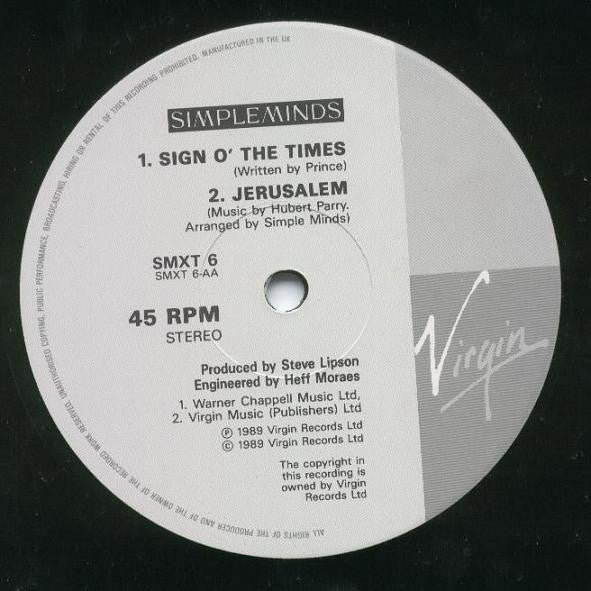 ALL RIGHTS OF THE PRODUCER AND OF THE OWNER OF THE RECORDED WORK RESERVED. UNAUTHORISED COPYING, PUBLIC PERFORMANCE, BROADCASTING, HIRING OR RENTAL OF THIS RECORDING PROHIBITED. MANUFACTURED IN THE UK
SIMPLE MINDS
1. SIGN O' THE TIMES
(Written by Prince)
2. JERUSALEM
(Music by Hubert Parry.
Arranged by Simple Minds)
SMXT 6
SMXT 6-AA
45 RPM
STEREO
Virgin
Produced by Steve Lipson
Engineered by Heff Moraes
1. Warner Chappell Music Ltd,
2. Virgin Music (Publishers) Ltd
Ⓟ 1989 Virgin Records Ltd
© 1989 Virgin Records Ltd
The copyright in
this recording is
owned by Virgin
Records Ltd